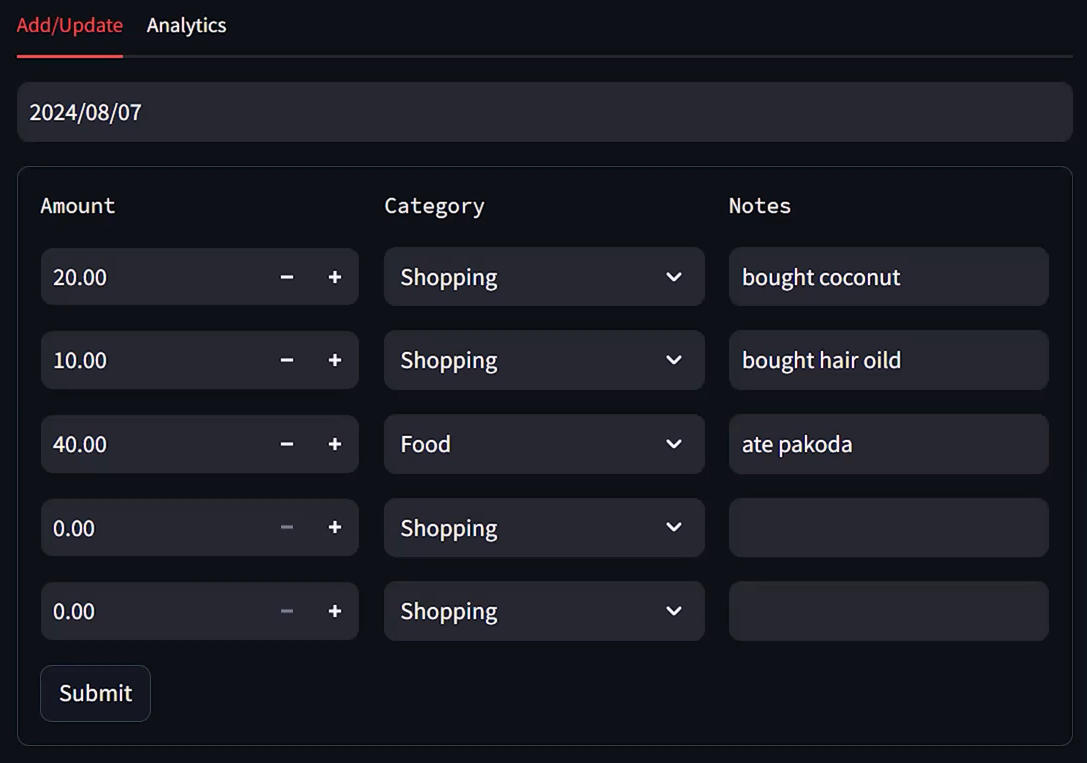 Add/Update Analytics
2024/08/07
Amount Category Notes
20.00 − + Shopping bought coconut
10.00 − + Shopping bought hair oild
40.00 − + Food ate pakoda
0.00 − + Shopping
0.00 − + Shopping
Submit